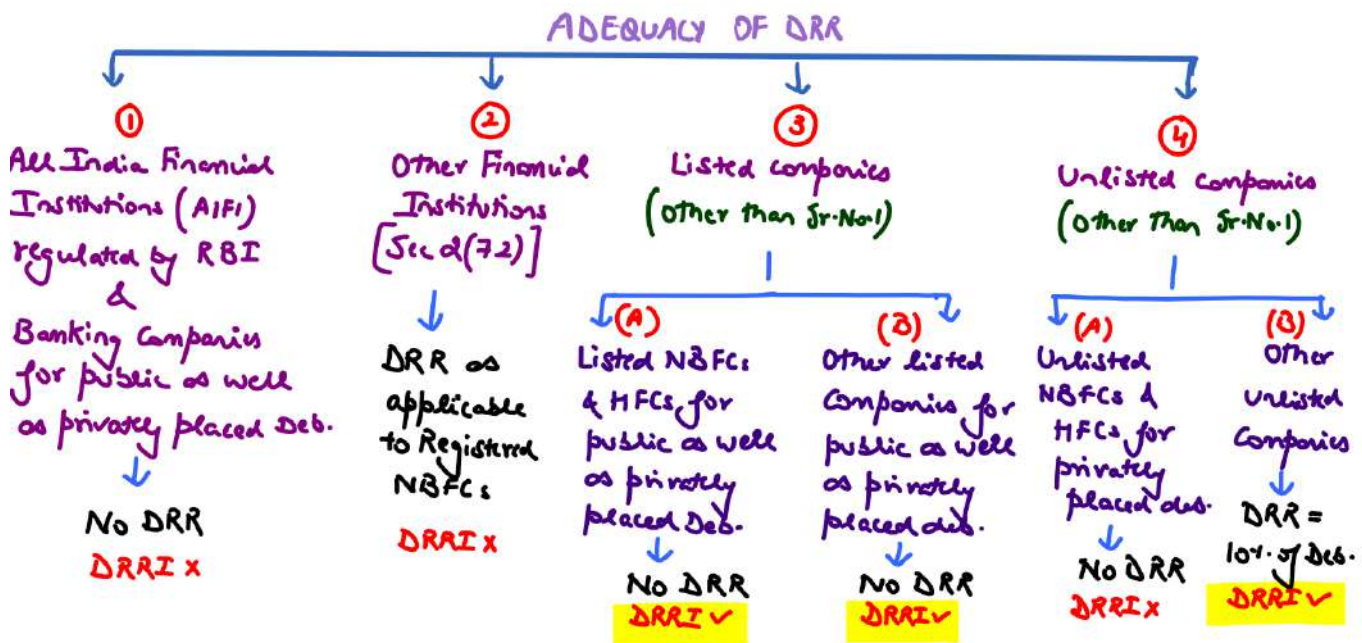 ADEQUACY OF DRR
①
All India Financial
Institutions (AIFI)
regulated by RBI
&
Banking Companies
for public as well
as privately placed Deb.
No DRR
DRRI x
②
Other Financial
Institutions
[Sec 2(72)]
DRR as
applicable
to Registered
NBFCs
DRRI x
③
Listed companies
(Other than Sr.No.1)
(A)
Listed NBFCs
& HFCs for
public as well
as privately
placed Deb.
No DRR
DRRI ✓
(B)
Other listed
Companies for
public as well
as privately
placed deb.
No DRR
DRRI ✓
④
Unlisted companies
(Other than Sr.No.1)
(A)
Unlisted
NBFCs &
HFCs for
privately
placed deb.
No DRR
DRRI x
(B)
Other
unlisted
Companies
DRR =
10% of Deb.
DRRI ✓